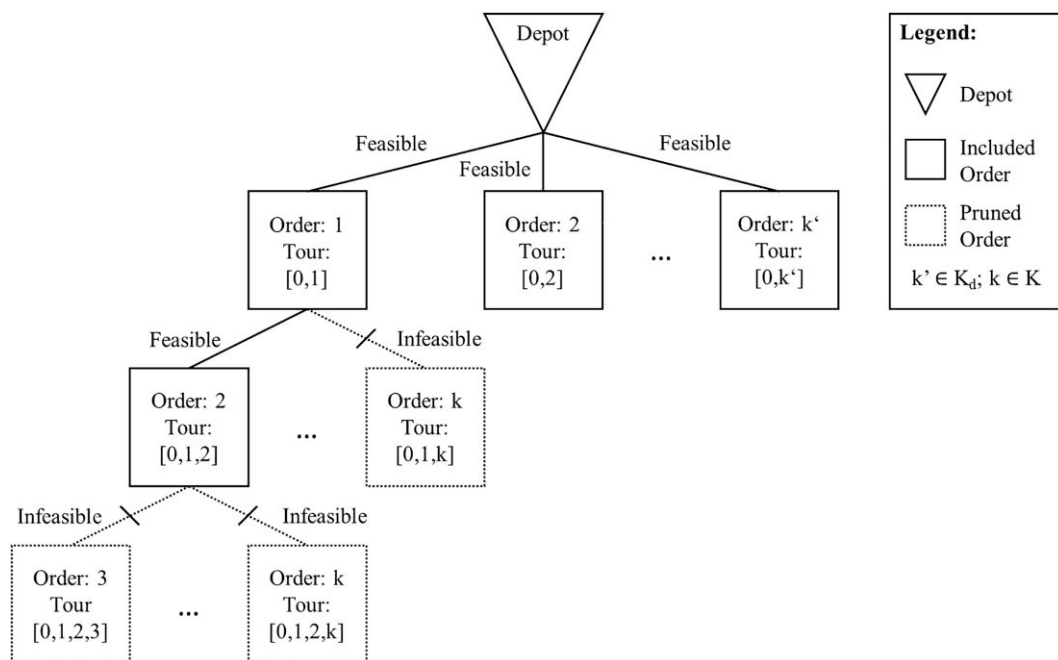 Depot
Feasible
Feasible
Feasible
Order: 1
Tour:
[0,1]
Order: 2
Tour:
[0,2]
...
Order: k‘
Tour:
[0,k‘]
Feasible
Infeasible
Order: 2
Tour:
[0,1,2]
...
Order: k
Tour:
[0,1,k]
Infeasible
Infeasible
Order: 3
Tour
[0,1,2,3]
...
Order: k
Tour:
[0,1,2,k]
Legend:
Depot
Included
Order
Pruned
Order
k’ ∈ K_d; k ∈ K